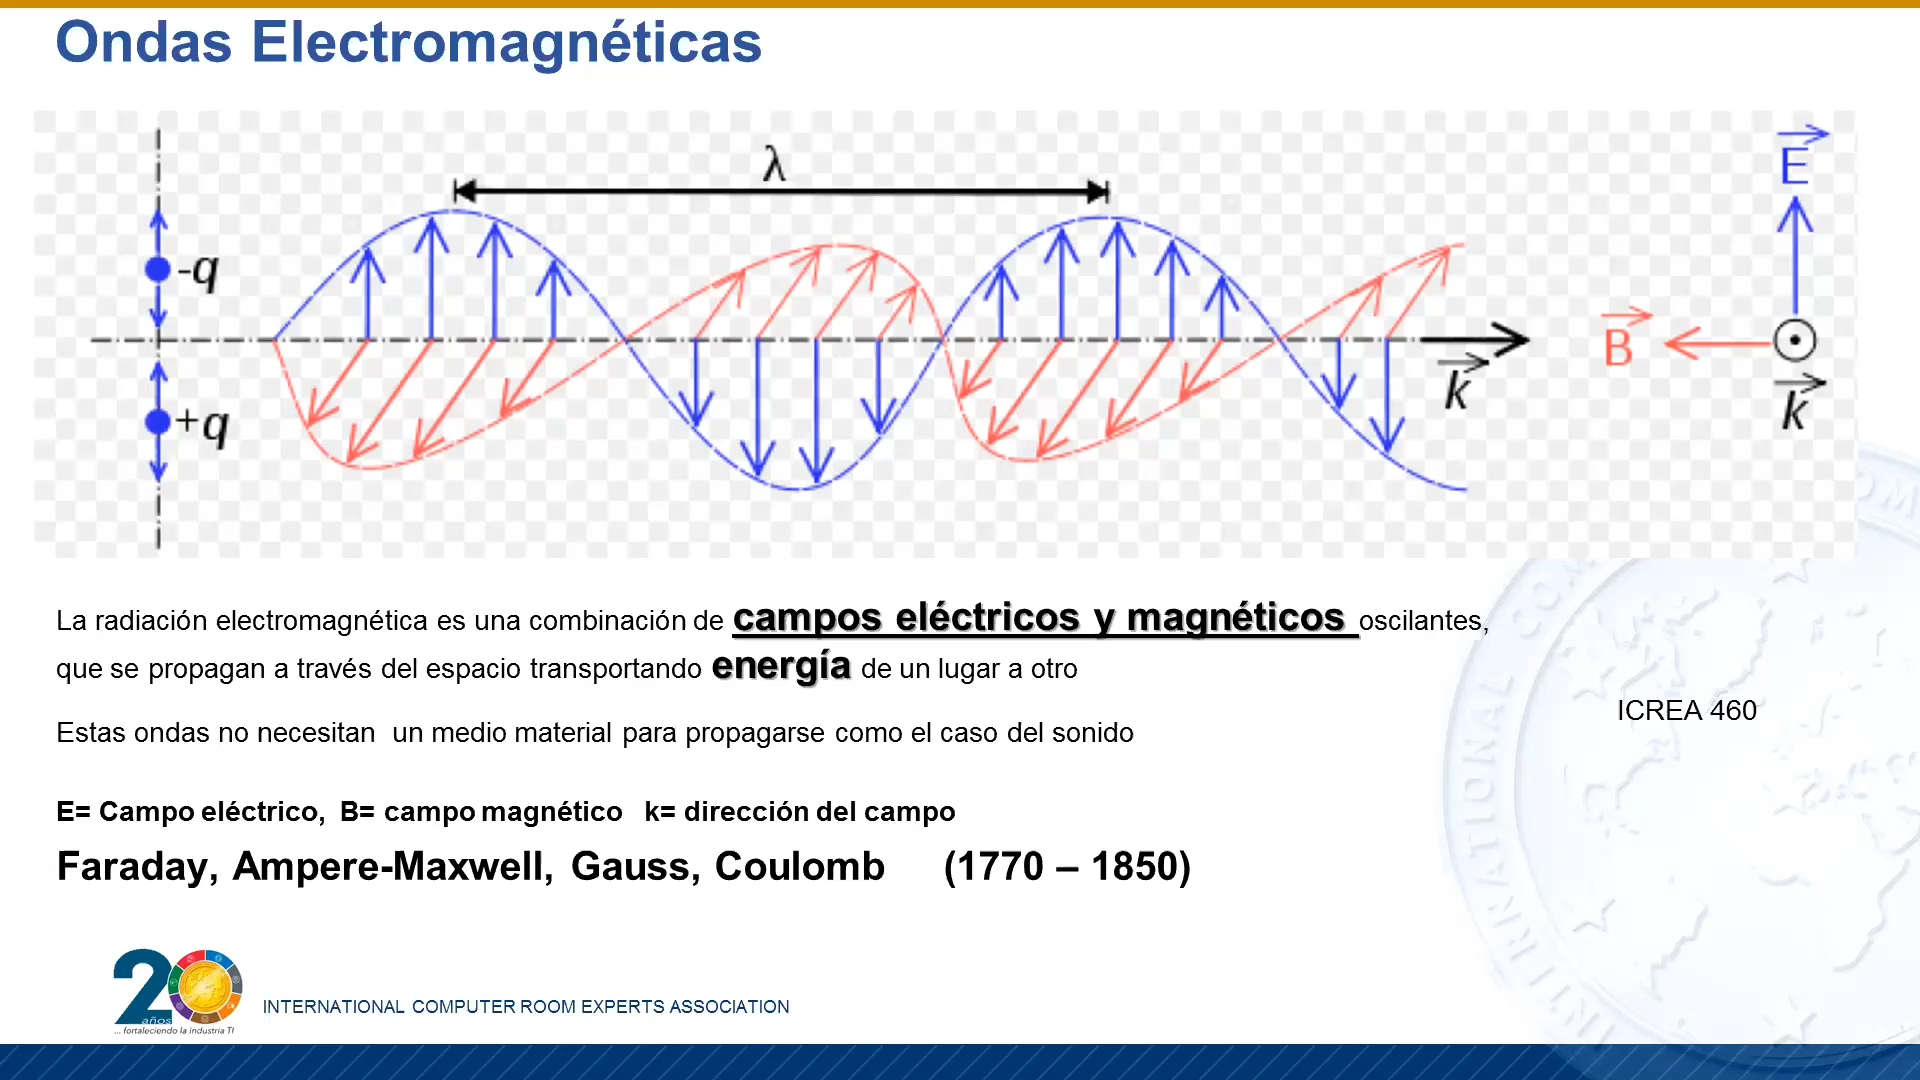 Ondas Electromagnéticas
λ
E
-q
B
k
k
+q
La radiación electromagnética es una combinación de campos eléctricos y magnéticos oscilantes,
que se propagan a través del espacio transportando energía de un lugar a otro
ICREA 460
Estas ondas no necesitan un medio material para propagarse como el caso del sonido
E= Campo eléctrico, B= campo magnético k= dirección del campo
Faraday, Ampere-Maxwell, Gauss, Coulomb (1770 – 1850)
20
años
... fortaleciendo la industria TI
INTERNATIONAL COMPUTER ROOM EXPERTS ASSOCIATION
INTERNATIONAL COM